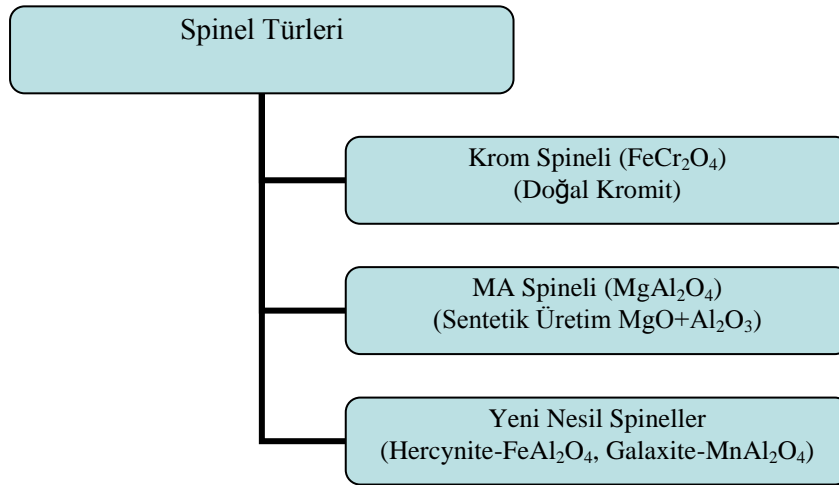 Spinel Türleri
Krom Spineli (FeCr₂O₄)
(Doğal Kromit)
MA Spineli (MgAl₂O₄)
(Sentetik Üretim MgO+Al₂O₃)
Yeni Nesil Spineller
(Hercynite-FeAl₂O₄, Galaxite-MnAl₂O₄)